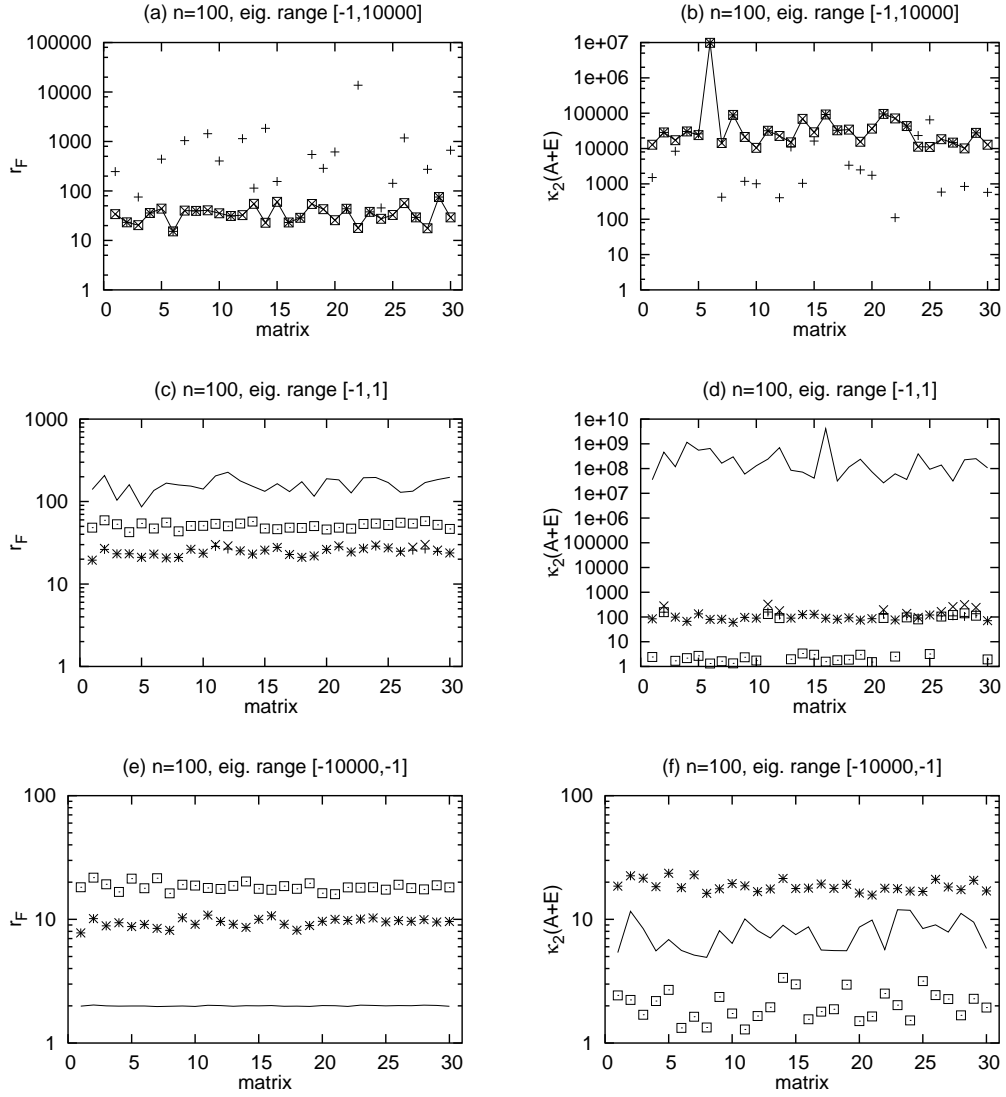 (a) n=100, eig. range [-1,10000]
100000
10000
1000
100
10
1
r_F
0 5 10 15 20 25 30
matrix
(b) n=100, eig. range [-1,10000]
1e+07
1e+06
100000
10000
1000
100
10
1
κ_2(A+E)
0 5 10 15 20 25 30
matrix
(c) n=100, eig. range [-1,1]
1000
100
10
1
r_F
0 5 10 15 20 25 30
matrix
(d) n=100, eig. range [-1,1]
1e+10
1e+09
1e+08
1e+07
1e+06
100000
10000
1000
100
10
1
κ_2(A+E)
0 5 10 15 20 25 30
matrix
(e) n=100, eig. range [-10000,-1]
100
10
1
r_F
0 5 10 15 20 25 30
matrix
(f) n=100, eig. range [-10000,-1]
100
10
1
κ_2(A+E)
0 5 10 15 20 25 30
matrix